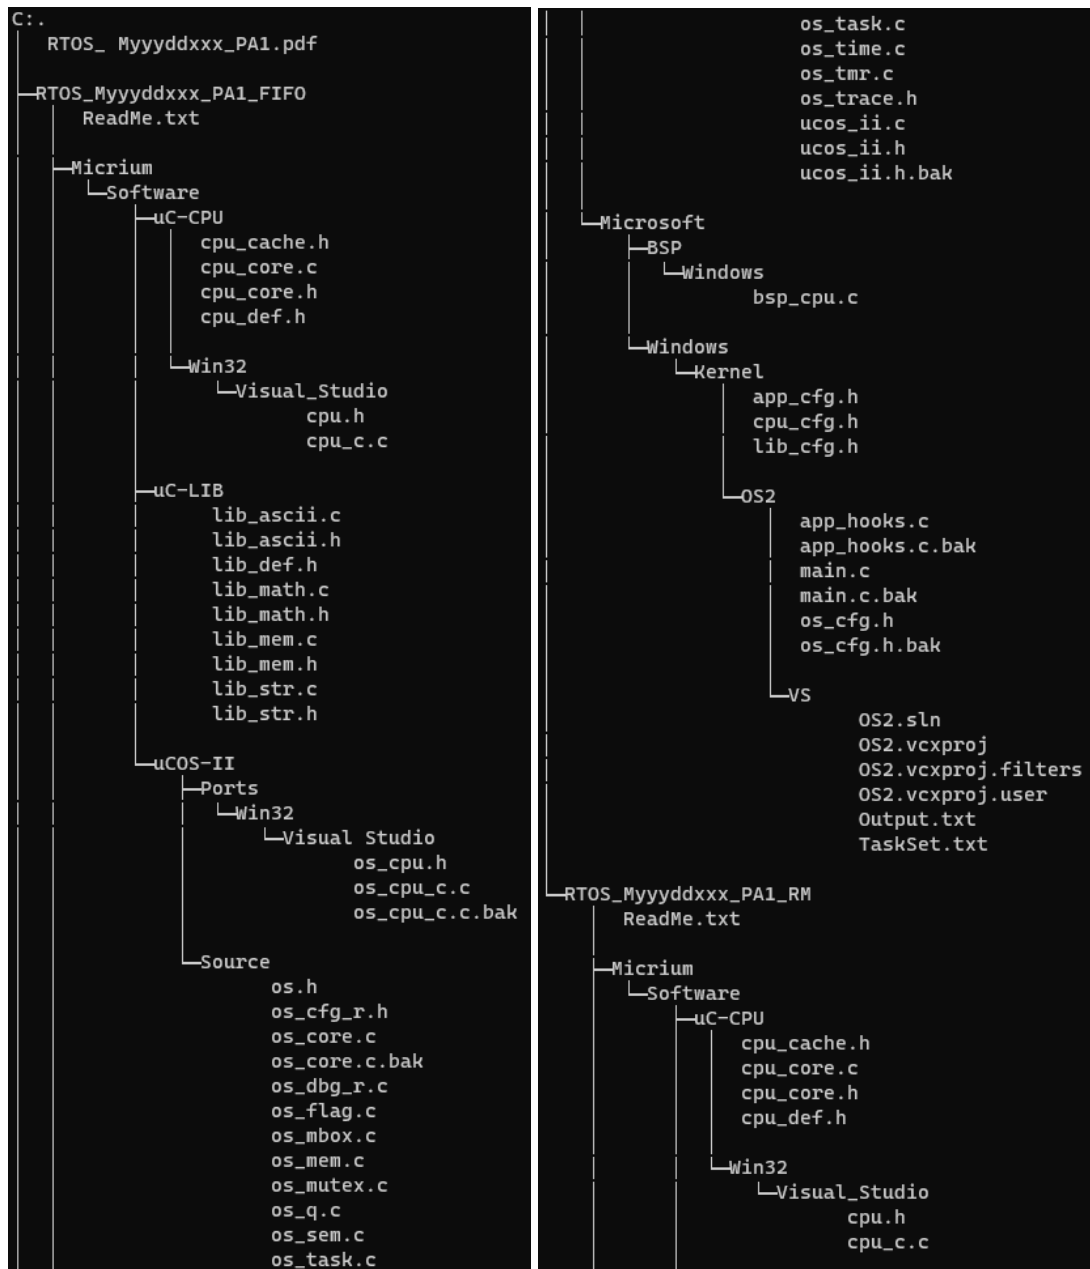 C:.
RTOS_ Myyyddxxx_PA1.pdf
RTOS_Myyyddxxx_PA1_FIFO
ReadMe.txt
Micrium
Software
uC-CPU
cpu_cache.h
cpu_core.c
cpu_core.h
cpu_def.h
Win32
Visual_Studio
cpu.h
cpu_c.c
uC-LIB
lib_ascii.c
lib_ascii.h
lib_def.h
lib_math.c
lib_math.h
lib_mem.c
lib_mem.h
lib_str.c
lib_str.h
uCOS-II
Ports
Win32
Visual Studio
os_cpu.h
os_cpu_c.c
os_cpu_c.c.bak
Source
os.h
os_cfg_r.h
os_core.c
os_core.c.bak
os_dbg_r.c
os_flag.c
os_mbox.c
os_mem.c
os_mutex.c
os_q.c
os_sem.c
os_task.c
os_task.c
os_time.c
os_tmr.c
os_trace.h
ucos_ii.c
ucos_ii.h
ucos_ii.h.bak
Microsoft
BSP
Windows
bsp_cpu.c
Windows
Kernel
app_cfg.h
cpu_cfg.h
lib_cfg.h
OS2
app_hooks.c
app_hooks.c.bak
main.c
main.c.bak
os_cfg.h
os_cfg.h.bak
VS
OS2.sln
OS2.vcxproj
OS2.vcxproj.filters
OS2.vcxproj.user
Output.txt
TaskSet.txt
RTOS_Myyyddxxx_PA1_RM
ReadMe.txt
Micrium
Software
uC-CPU
cpu_cache.h
cpu_core.c
cpu_core.h
cpu_def.h
Win32
Visual_Studio
cpu.h
cpu_c.c